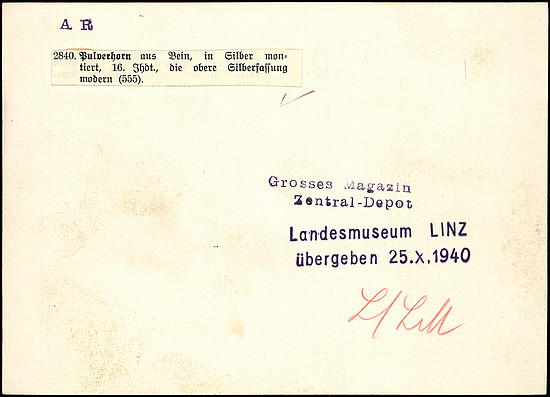 A R
2840. Pulverhorn aus Bein, in Silber mon-
tiert, 16. Jhdt., die obere Silberfassung
modern (555).
Grosses Magazin
Zentral-Depot
Landesmuseum LINZ
übergeben 25.X.1940